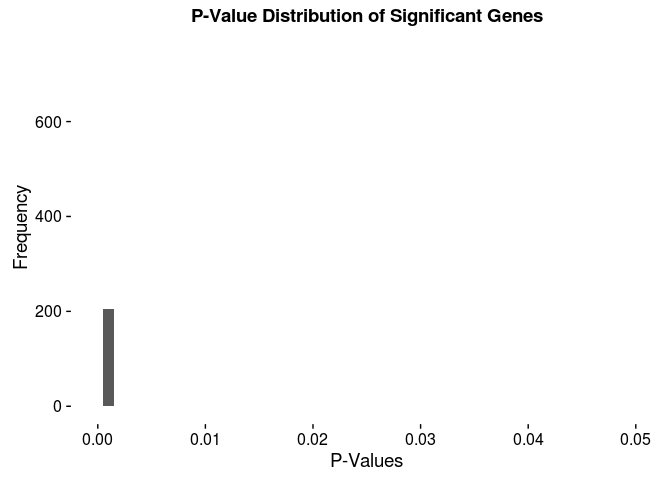 P-Value Distribution of Significant Genes
Frequency
600
400
200
0
0.00 0.01 0.02 0.03 0.04 0.05
P-Values